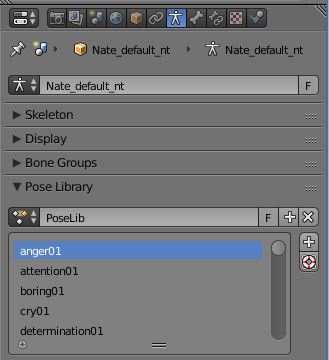 Nate_default_nt Nate_default_nt
Nate_default_nt F
Skeleton
Display
Bone Groups
Pose Library
PoseLib F
anger01
attention01
boring01
cry01
determination01